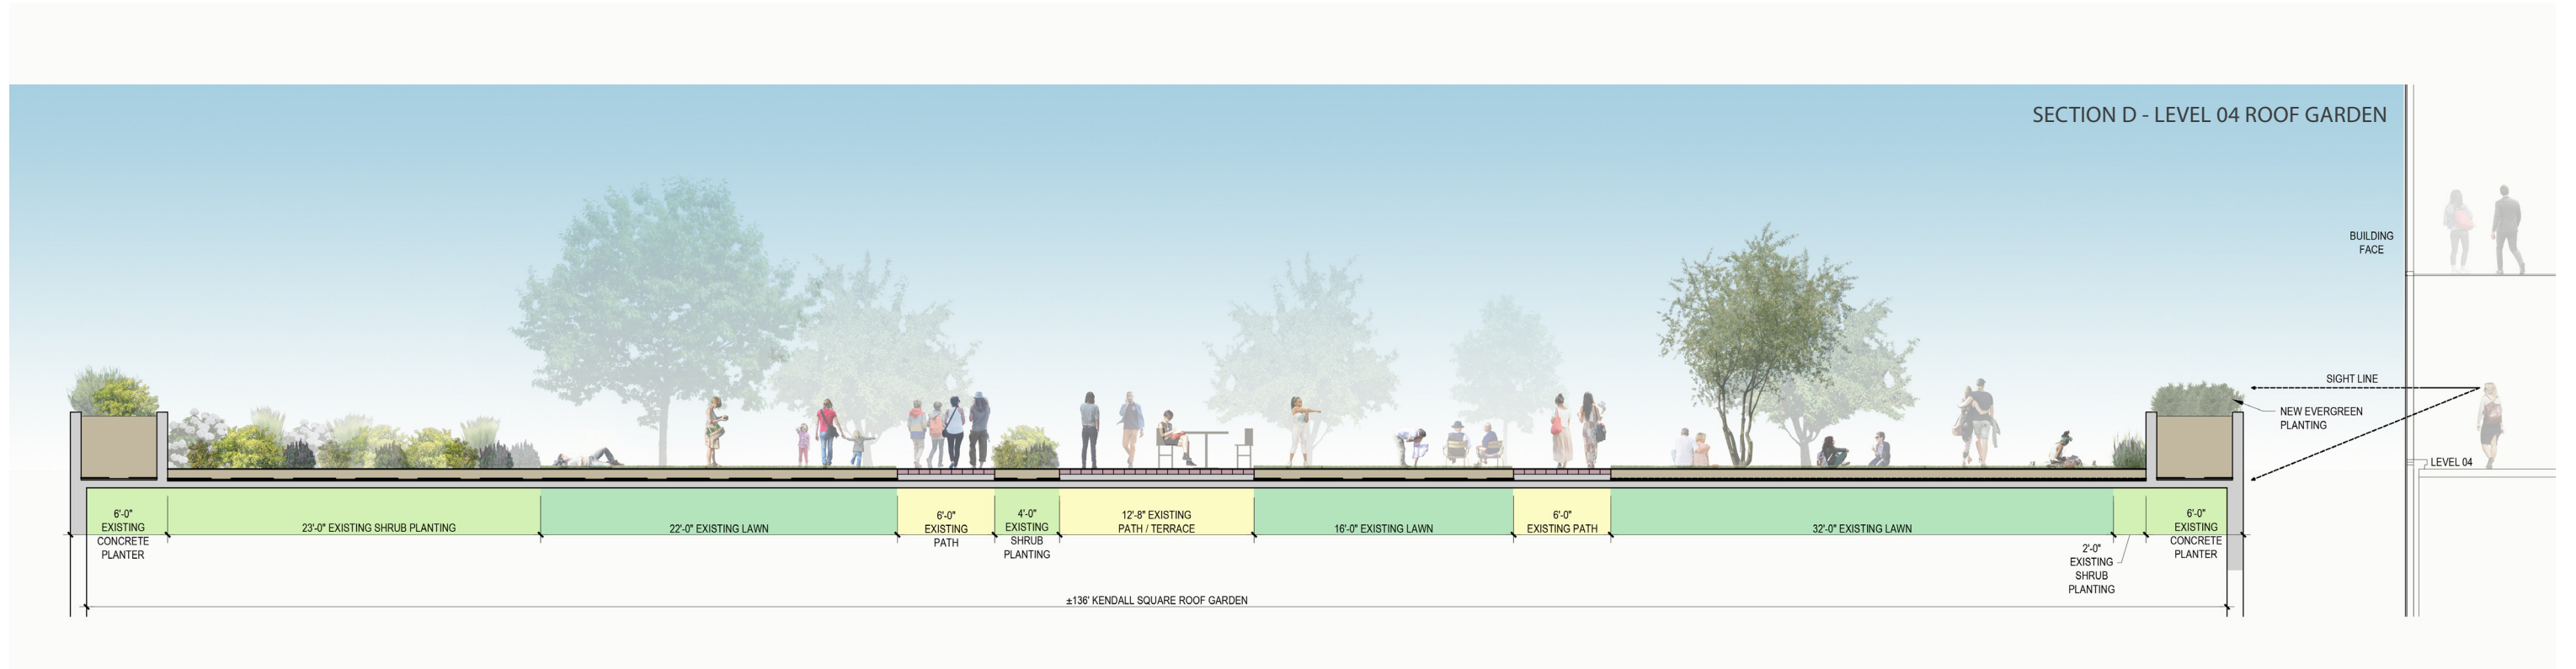 SECTION D - LEVEL 04 ROOF GARDEN
BUILDING
FACE
SIGHT LINE
NEW EVERGREEN
PLANTING
LEVEL 04
6'-0"
EXISTING
CONCRETE
PLANTER
23'-0" EXISTING SHRUB PLANTING
22'-0" EXISTING LAWN
6'-0"
EXISTING
PATH
4'-0"
EXISTING
SHRUB
PLANTING
12'-8" EXISTING
PATH / TERRACE
16'-0" EXISTING LAWN
6'-0"
EXISTING PATH
32'-0" EXISTING LAWN
2'-0"
EXISTING
SHRUB
PLANTING
6'-0"
EXISTING
CONCRETE
PLANTER
±136' KENDALL SQUARE ROOF GARDEN